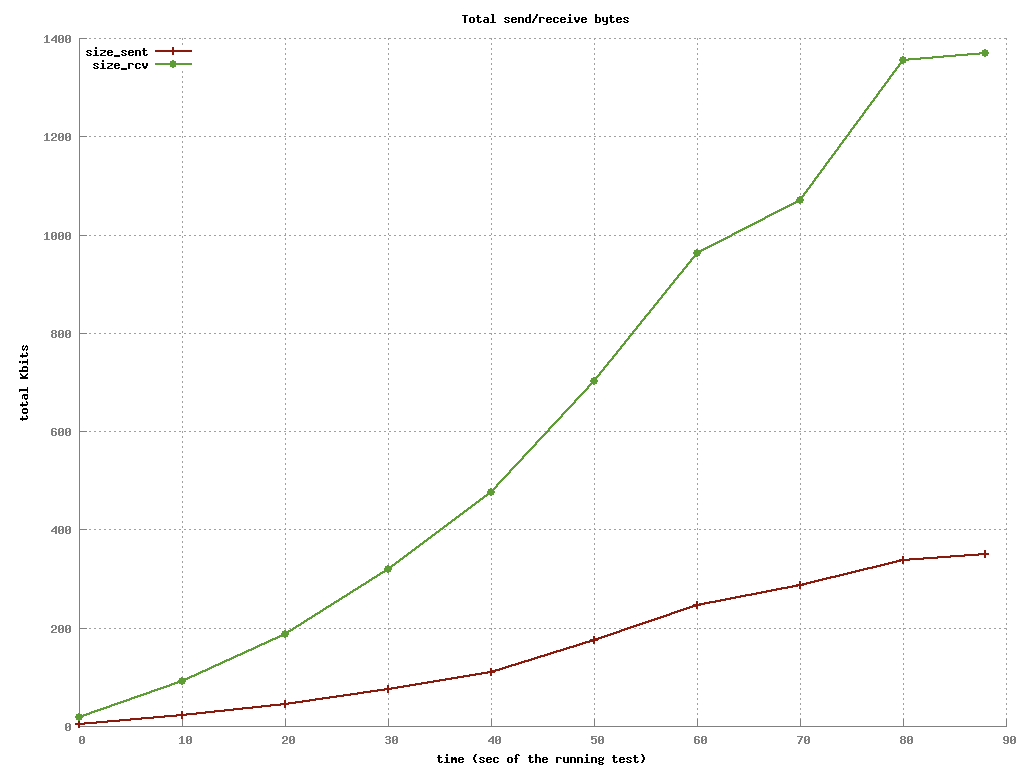 Total send/receive bytes
1400
size_sent
size_rcv
1200
1000
800
total Kbits
600
400
200
0
0 10 20 30 40 50 60 70 80 90
time (sec of the running test)